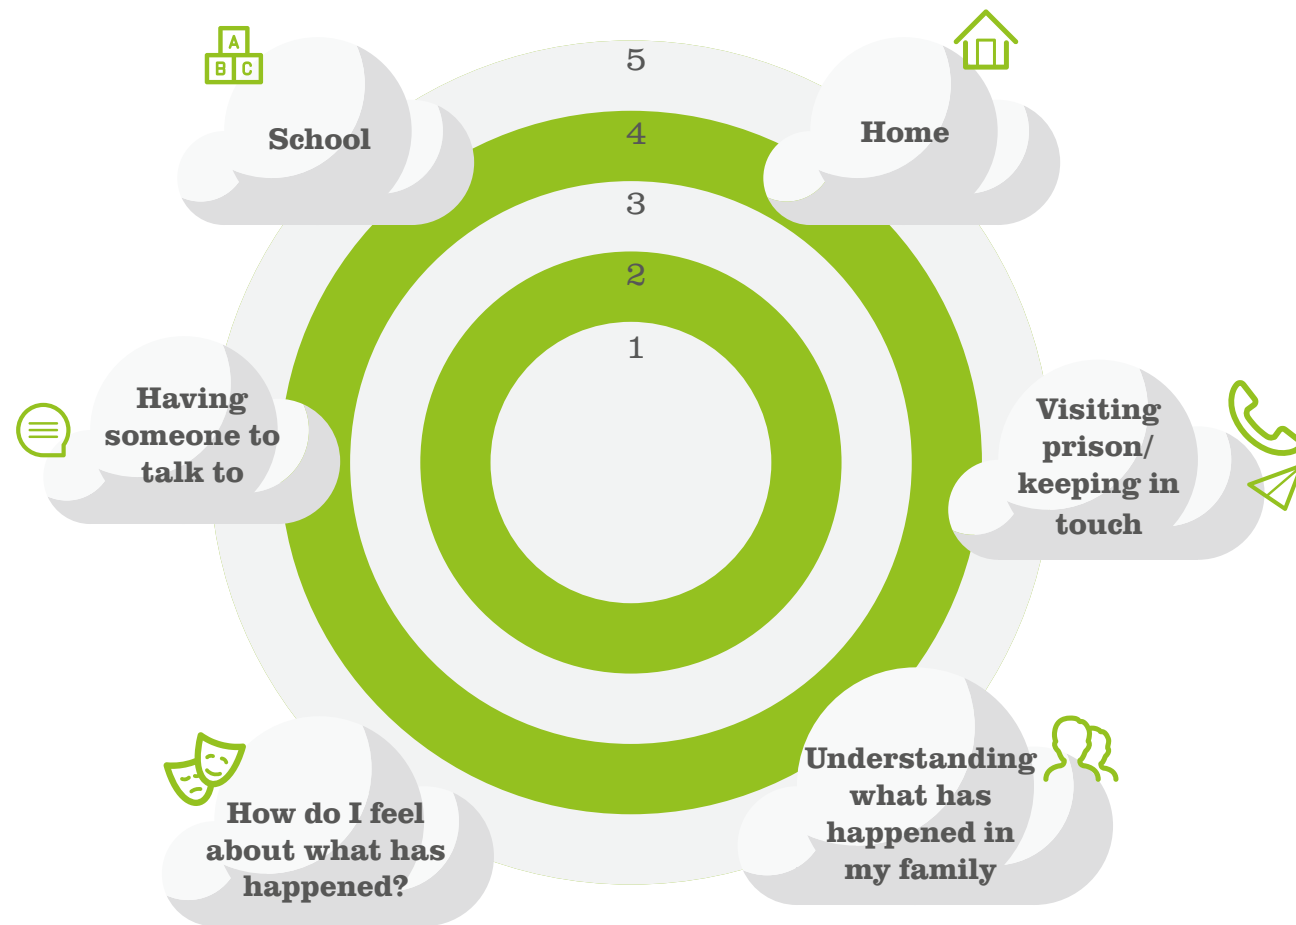 5
4
3
2
1
A
B C
School
Home
Having
someone to
talk to
Visiting
prison/
keeping in
touch
How do I feel
about what has
happened?
Understanding
what has
happened in
my family